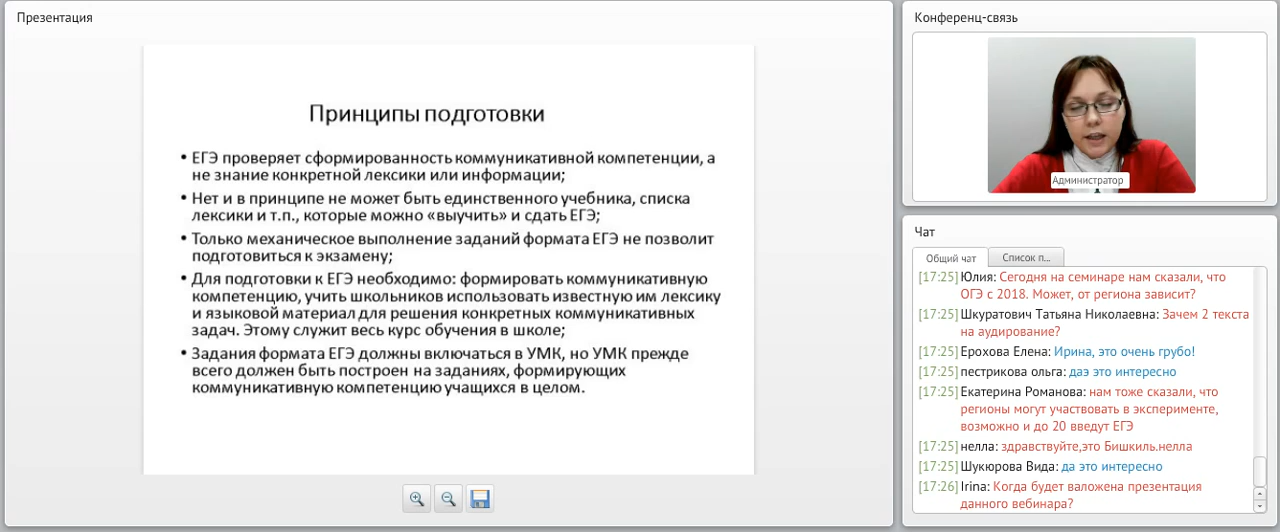 Презентация
Принципы подготовки
• ЕГЭ проверяет сформированность коммуникативной компетенции, а
не знание конкретной лексики или информации;
• Нет и в принципе не может быть единственного учебника, списка
лексики и т.п., которые можно «выучить» и сдать ЕГЭ;
• Только механическое выполнение заданий формата ЕГЭ не позволит
подготовиться к экзамену;
• Для подготовки к ЕГЭ необходимо: формировать коммуникативную
компетенцию, учить школьников использовать известную им лексику
и языковой материал для решения конкретных коммуникативных
задач. Этому служит весь курс обучения в школе;
• Задания формата ЕГЭ должны включаться в УМК, но УМК прежде
всего должен быть построен на заданиях, формирующих
коммуникативную компетенцию учащихся в целом.
Конференц-связь
Администратор
Чат
Общий чат
Список п...
[17:25] Юлия: Сегодня на семинаре нам сказали, что
ОГЭ с 2018. Может, от региона зависит?
[17:25] Шкуратович Татьяна Николаевна: Зачем 2 текста
на аудирование?
[17:25] Ерохова Елена: Ирина, это очень грубо!
[17:25] пестрикова ольга: даэ это интересно
[17:25] Екатерина Романова: нам тоже сказали, что
регионы могут участвовать в эксперименте,
возможно и до 20 введут ЕГЭ
[17:25] нелла: здравствуйте,это Бишкиль.нелла
[17:25] Шукюрова Вида: да это интересно
[17:26] Irina: Когда будет валожена презентация
данного вебинара?